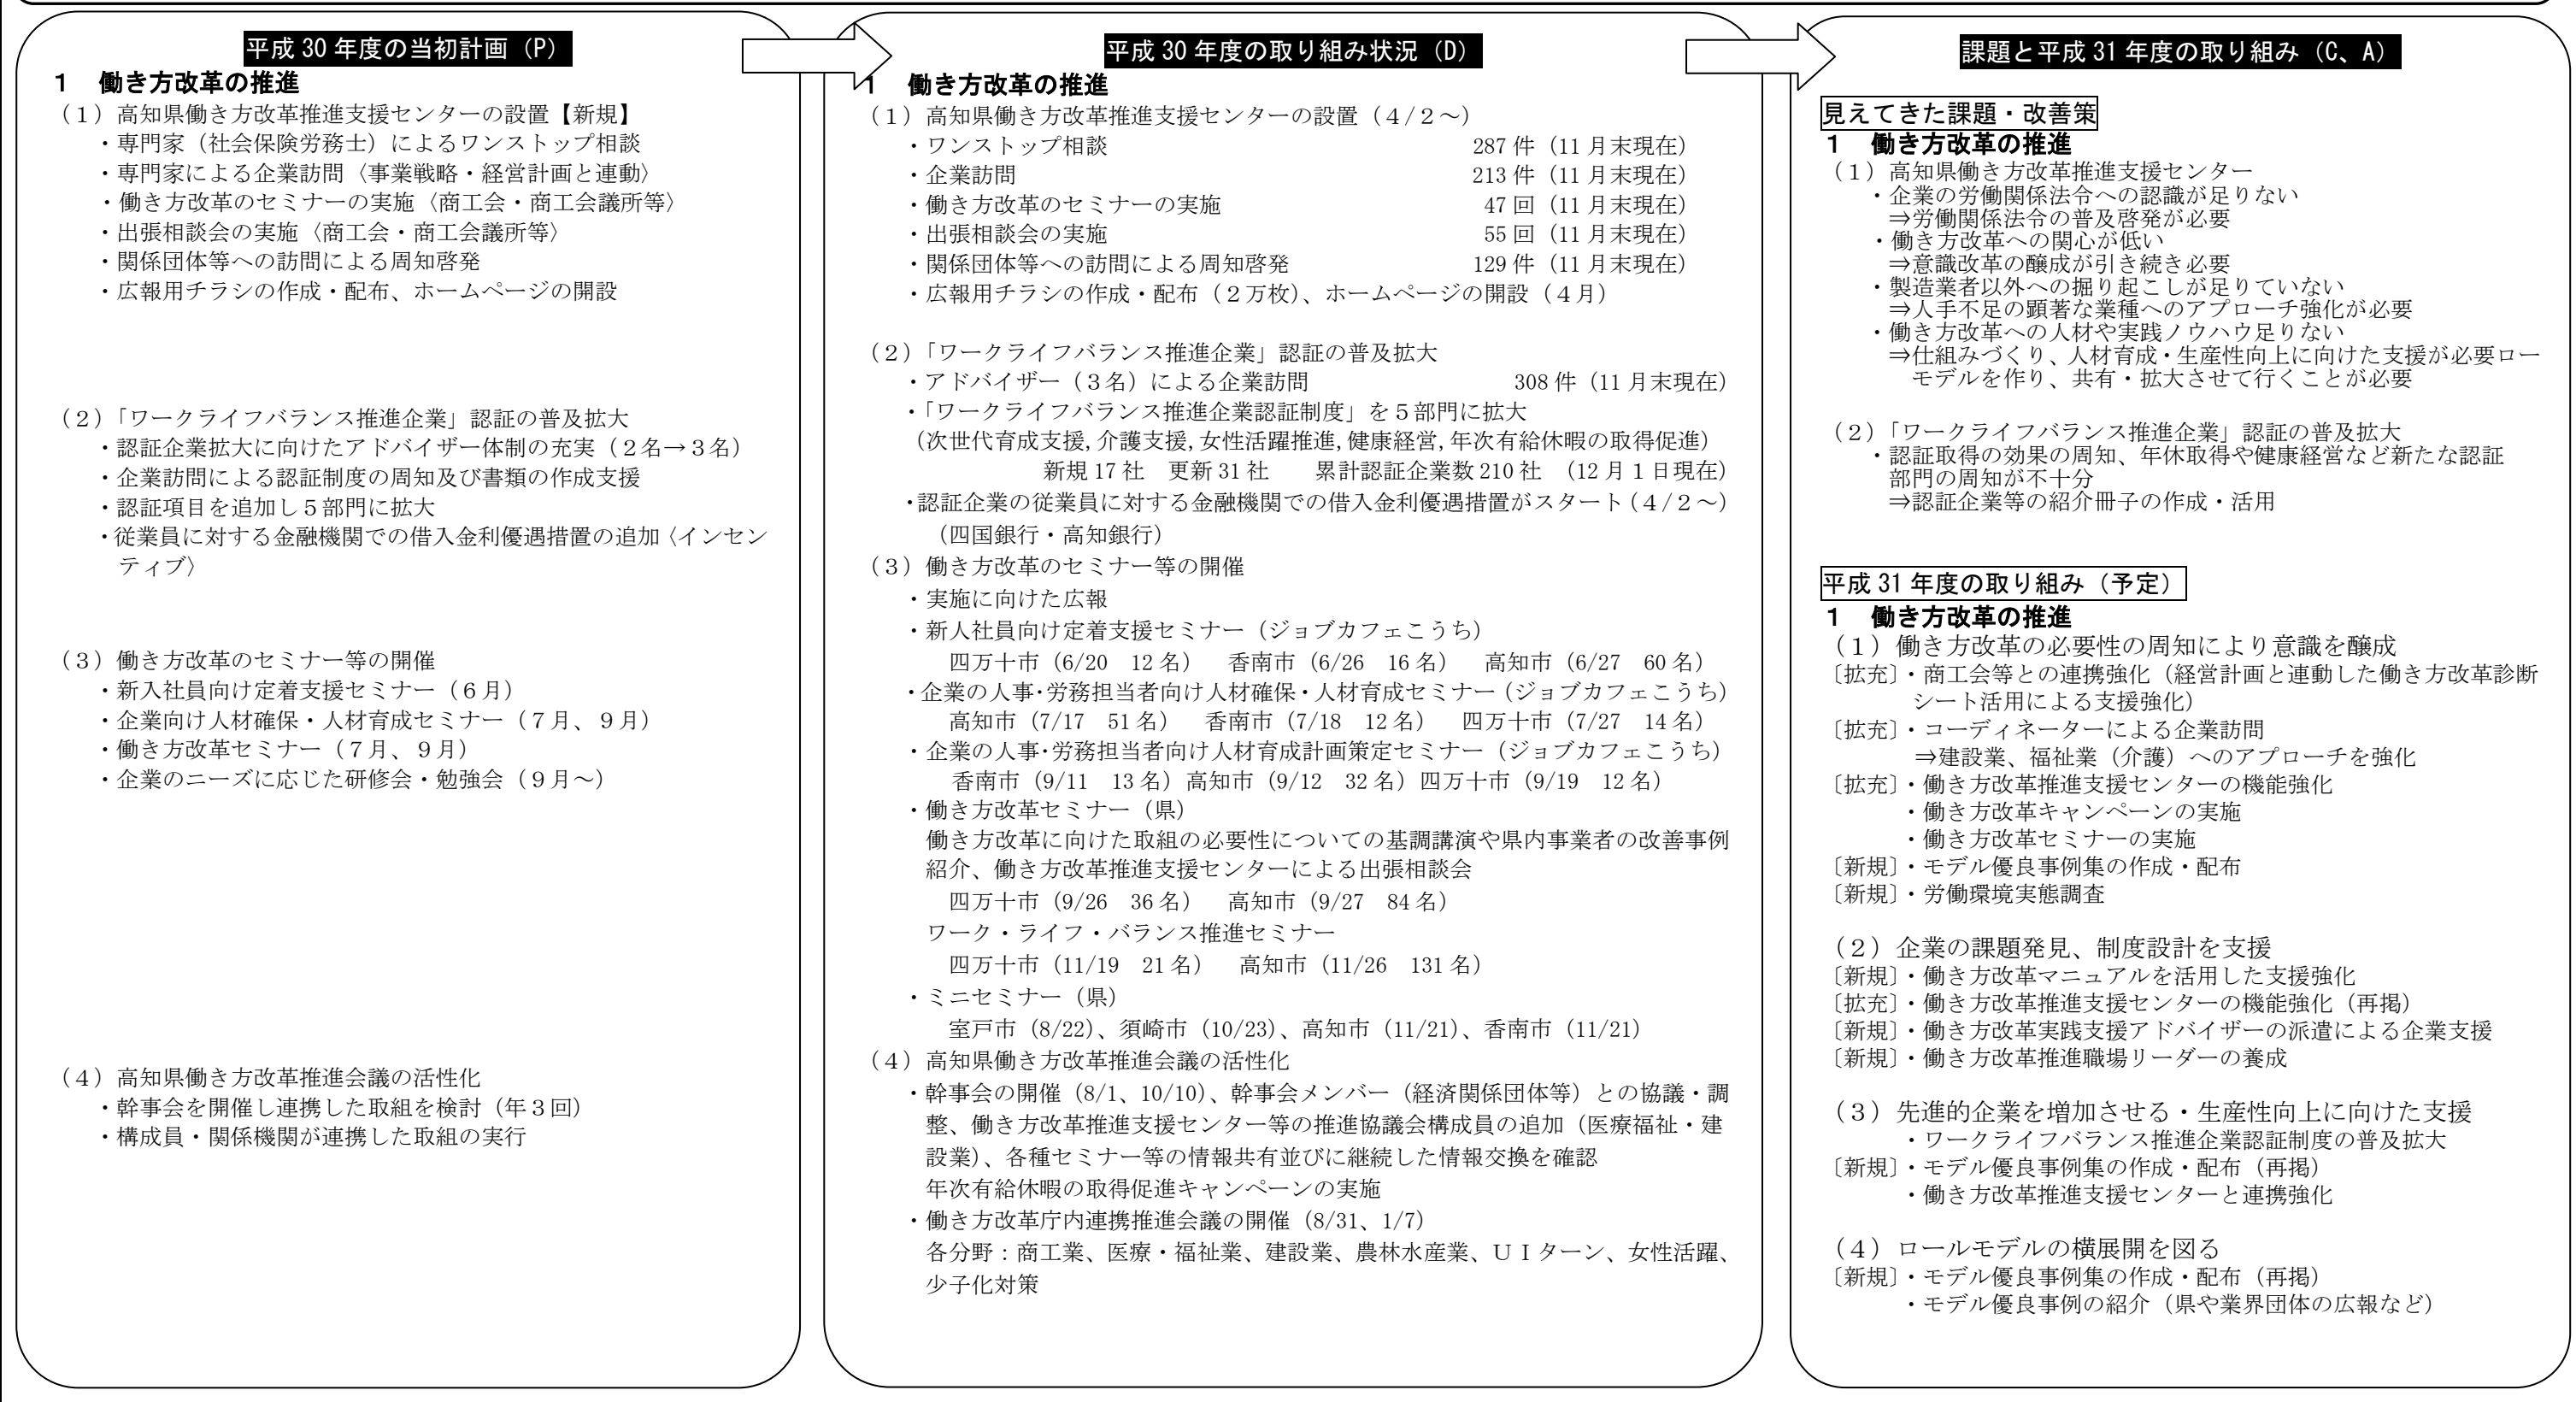 平成 30 年度の当初計画（P）
１　働き方改革の推進
（１）高知県働き方改革推進支援センターの設置【新規】
・専門家（社会保険労務士）によるワンストップ相談
・専門家による企業訪問〈事業戦略・経営計画と連動〉
・働き方改革のセミナーの実施〈商工会・商工会議所等〉
・出張相談会の実施〈商工会・商工会議所等〉
・関係団体等への訪問による周知啓発
・広報用チラシの作成・配布、ホームページの開設
（２）「ワークライフバランス推進企業」認証の普及拡大
・認証企業拡大に向けたアドバイザー体制の充実（２名→３名）
・企業訪問による認証制度の周知及び書類の作成支援
・認証項目を追加し５部門に拡大
・従業員に対する金融機関での借入金利優遇措置の追加〈インセン
ティブ〉
（３）働き方改革のセミナー等の開催
・新入社員向け定着支援セミナー（６月）
・企業向け人材確保・人材育成セミナー（７月、９月）
・働き方改革セミナー（７月、９月）
・企業のニーズに応じた研修会・勉強会（９月～）
（４）高知県働き方改革推進会議の活性化
・幹事会を開催し連携した取組を検討（年３回）
・構成員・関係機関が連携した取組の実行
平成 30 年度の取り組み状況（D）
１　働き方改革の推進
（１）高知県働き方改革推進支援センターの設置（４/２～）
・ワンストップ相談　287 件（11 月末現在）
・企業訪問　213 件（11 月末現在）
・働き方改革のセミナーの実施　47 回（11 月末現在）
・出張相談会の実施　55 回（11 月末現在）
・関係団体等への訪問による周知啓発　129 件（11 月末現在）
・広報用チラシの作成・配布（２万枚）、ホームページの開設（４月）
（２）「ワークライフバランス推進企業」認証の普及拡大
・アドバイザー（３名）による企業訪問　308 件（11 月末現在）
・「ワークライフバランス推進企業認証制度」を５部門に拡大
（次世代育成支援,介護支援,女性活躍推進,健康経営,年次有給休暇の取得促進）
新規 17 社　更新 31 社　累計認証企業数 210 社　（12 月１日現在）
・認証企業の従業員に対する金融機関での借入金利優遇措置がスタート（４/２～）
（四国銀行・高知銀行）
（３）働き方改革のセミナー等の開催
・実施に向けた広報
・新人社員向け定着支援セミナー（ジョブカフェこうち）
四万十市（6/20　12 名）　香南市（6/26　16 名）　高知市（6/27　60 名）
・企業の人事・労務担当者向け人材確保・人材育成セミナー（ジョブカフェこうち）
高知市（7/17　51 名）　香南市（7/18　12 名）　四万十市（7/27　14 名）
・企業の人事・労務担当者向け人材育成計画策定セミナー（ジョブカフェこうち）
香南市（9/11　13 名）高知市（9/12　32 名）四万十市（9/19　12 名）
・働き方改革セミナー（県）
働き方改革に向けた取組の必要性についての基調講演や県内事業者の改善事例
紹介、働き方改革推進支援センターによる出張相談会
四万十市（9/26　36 名）　高知市（9/27　84 名）
ワーク・ライフ・バランス推進セミナー
四万十市（11/19　21 名）　高知市（11/26　131 名）
・ミニセミナー（県）
室戸市（8/22）、須崎市（10/23）、高知市（11/21）、香南市（11/21）
（４）高知県働き方改革推進会議の活性化
・幹事会の開催（8/1、10/10）、幹事会メンバー（経済関係団体等）との協議・調
整、働き方改革推進支援センター等の推進協議会構成員の追加（医療福祉・建
設業）、各種セミナー等の情報共有並びに継続した情報交換を確認
年次有給休暇の取得促進キャンペーンの実施
・働き方改革庁内連携推進会議の開催（8/31、1/7）
各分野：商工業、医療・福祉業、建設業、農林水産業、ＵＩターン、女性活躍、
少子化対策
課題と平成 31 年度の取り組み（C、A）
見えてきた課題・改善策
１　働き方改革の推進
（１）高知県働き方改革推進支援センター
・企業の労働関係法令への認識が足りない
⇒労働関係法令の普及啓発が必要
・働き方改革への関心が低い
⇒意識改革の醸成が引き続き必要
・製造業者以外への掘り起こしが足りていない
⇒人手不足の顕著な業種へのアプローチ強化が必要
・働き方改革への人材や実践ノウハウ足りない
⇒仕組みづくり、人材育成・生産性向上に向けた支援が必要ロー
モデルを作り、共有・拡大させて行くことが必要
（２）「ワークライフバランス推進企業」認証の普及拡大
・認証取得の効果の周知、年休取得や健康経営など新たな認証
部門の周知が不十分
⇒認証企業等の紹介冊子の作成・活用
平成 31 年度の取り組み（予定）
１　働き方改革の推進
（１）働き方改革の必要性の周知により意識を醸成
〔拡充〕・商工会等との連携強化（経営計画と連動した働き方改革診断
シート活用による支援強化）
〔拡充〕・コーディネーターによる企業訪問
⇒建設業、福祉業（介護）へのアプローチを強化
〔拡充〕・働き方改革推進支援センターの機能強化
・働き方改革キャンペーンの実施
・働き方改革セミナーの実施
〔新規〕・モデル優良事例集の作成・配布
〔新規〕・労働環境実態調査
（２）企業の課題発見、制度設計を支援
〔新規〕・働き方改革マニュアルを活用した支援強化
〔拡充〕・働き方改革推進支援センターの機能強化（再掲）
〔新規〕・働き方改革実践支援アドバイザーの派遣による企業支援
〔新規〕・働き方改革推進職場リーダーの養成
（３）先進的企業を増加させる・生産性向上に向けた支援
・ワークライフバランス推進企業認証制度の普及拡大
〔新規〕・モデル優良事例集の作成・配布（再掲）
・働き方改革推進支援センターと連携強化
（４）ロールモデルの横展開を図る
〔新規〕・モデル優良事例集の作成・配布（再掲）
・モデル優良事例の紹介（県や業界団体の広報など）